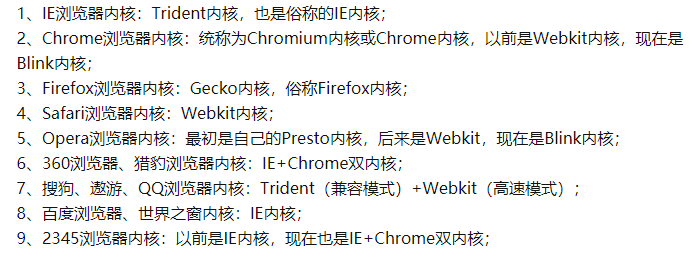 1、IE浏览器内核：Trident内核，也是俗称的IE内核；
2、Chrome浏览器内核：统称为Chromium内核或Chrome内核，以前是Webkit内核，现在是
Blink内核；
3、Firefox浏览器内核：Gecko内核，俗称Firefox内核；
4、Safari浏览器内核：Webkit内核；
5、Opera浏览器内核：最初是自己的Presto内核，后来是Webkit，现在是Blink内核；
6、360浏览器、猎豹浏览器内核：IE+Chrome双内核；
7、搜狗、遨游、QQ浏览器内核：Trident（兼容模式）+Webkit（高速模式）；
8、百度浏览器、世界之窗内核：IE内核；
9、2345浏览器内核：以前是IE内核，现在也是IE+Chrome双内核；